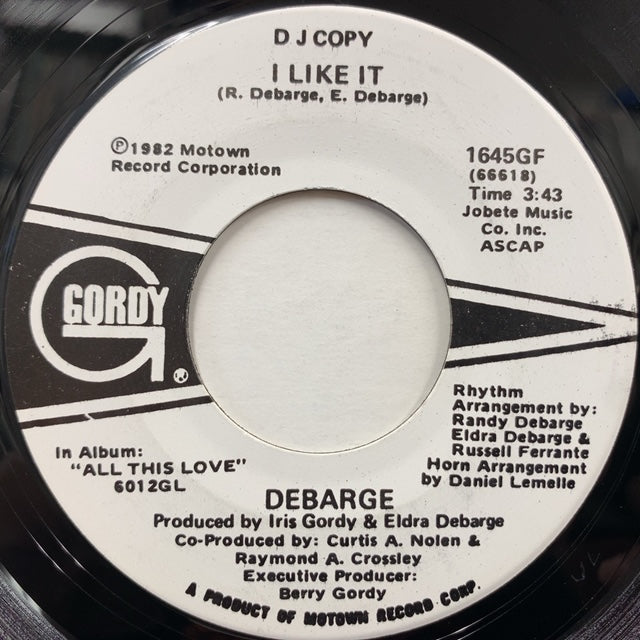 D J COPY
I LIKE IT
(R. Debarge, E. Debarge)
Ⓟ1982 Motown
Record Corporation
1645GF
(66618)
Time 3:43
Jobete Music
Co. Inc.
ASCAP
GORDY
G
In Album:
"ALL THIS LOVE"
6012GL
Rhythm
Arrangement by:
Randy Debarge
Eldra Debarge &
Russell Ferrante
Horn Arrangement
by Daniel Lemelle
DEBARGE
Produced by Iris Gordy & Eldra Debarge
Co-Produced by: Curtis A. Nolen &
Raymond A. Crossley
Executive Producer:
Berry Gordy
A PRODUCT OF MOTOWN RECORD CORP.